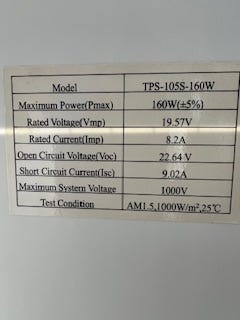 Model TPS-105S-160W
Maximum Power(Pmax) 160W(±5%)
Rated Voltage(Vmp) 19.57V
Rated Current(Imp) 8.2A
Open Circuit Voltage(Voc) 22.64 V
Short Circuit Current(Isc) 9.02A
Maximum System Voltage 1000V
Test Condition AM1.5,1000W/m²,25℃